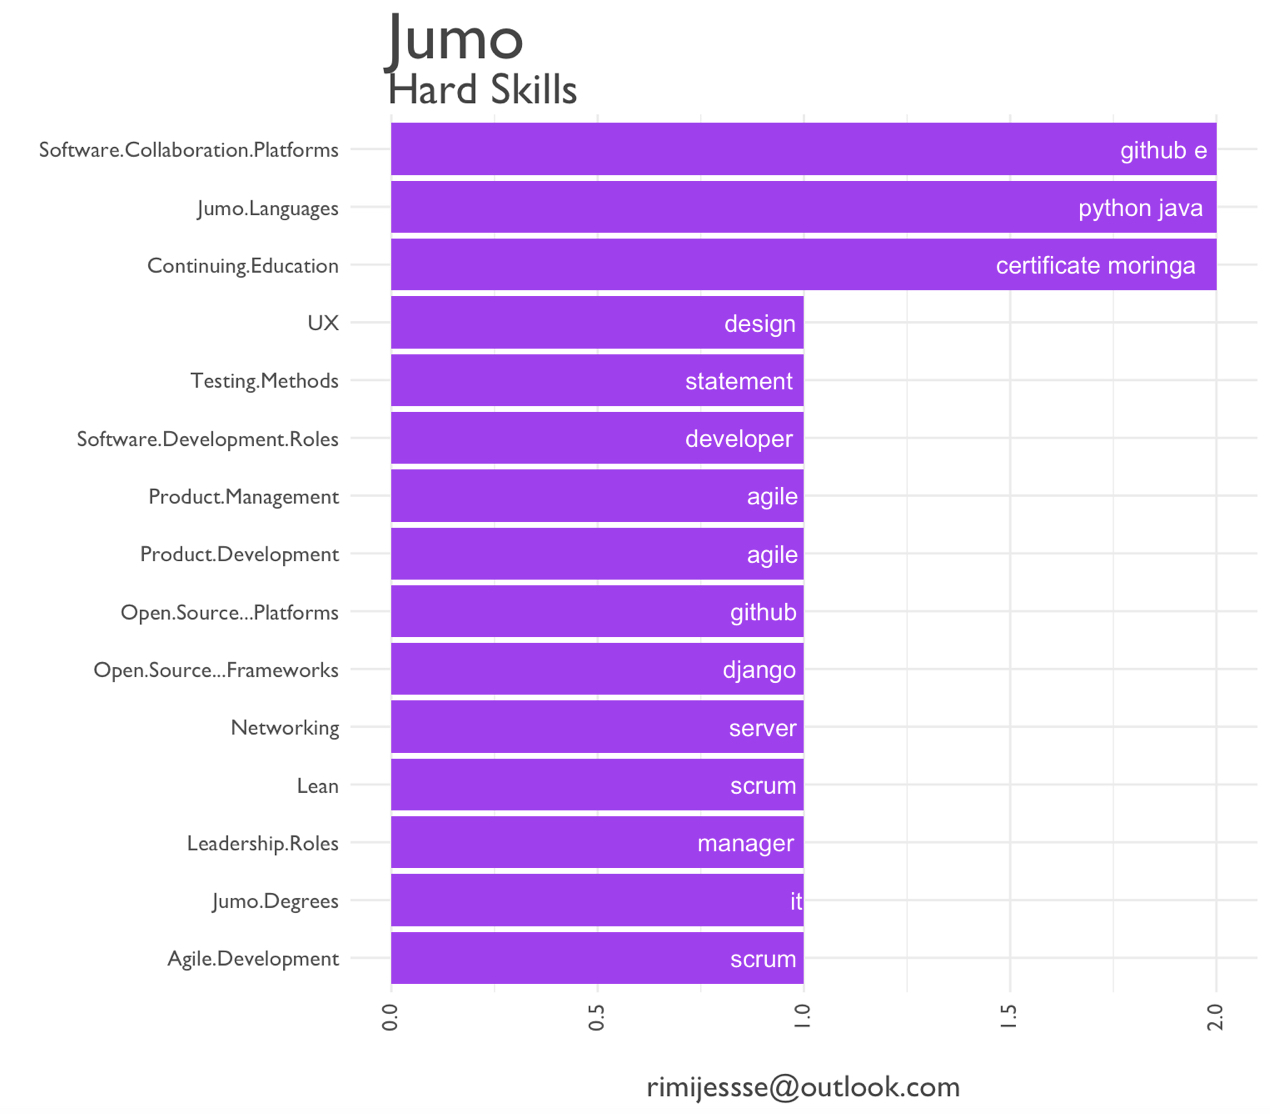 Jumo
Hard Skills
Software.Collaboration.Platforms github e
Jumo.Languages python java
Continuing.Education certificate moringa
UX design
Testing.Methods statement
Software.Development.Roles developer
Product.Management agile
Product.Development agile
Open.Source...Platforms github
Open.Source...Frameworks django
Networking server
Lean scrum
Leadership.Roles manager
Jumo.Degrees it
Agile.Development scrum
0.0 0.5 1.0 1.5 2.0
rimijessse@outlook.com